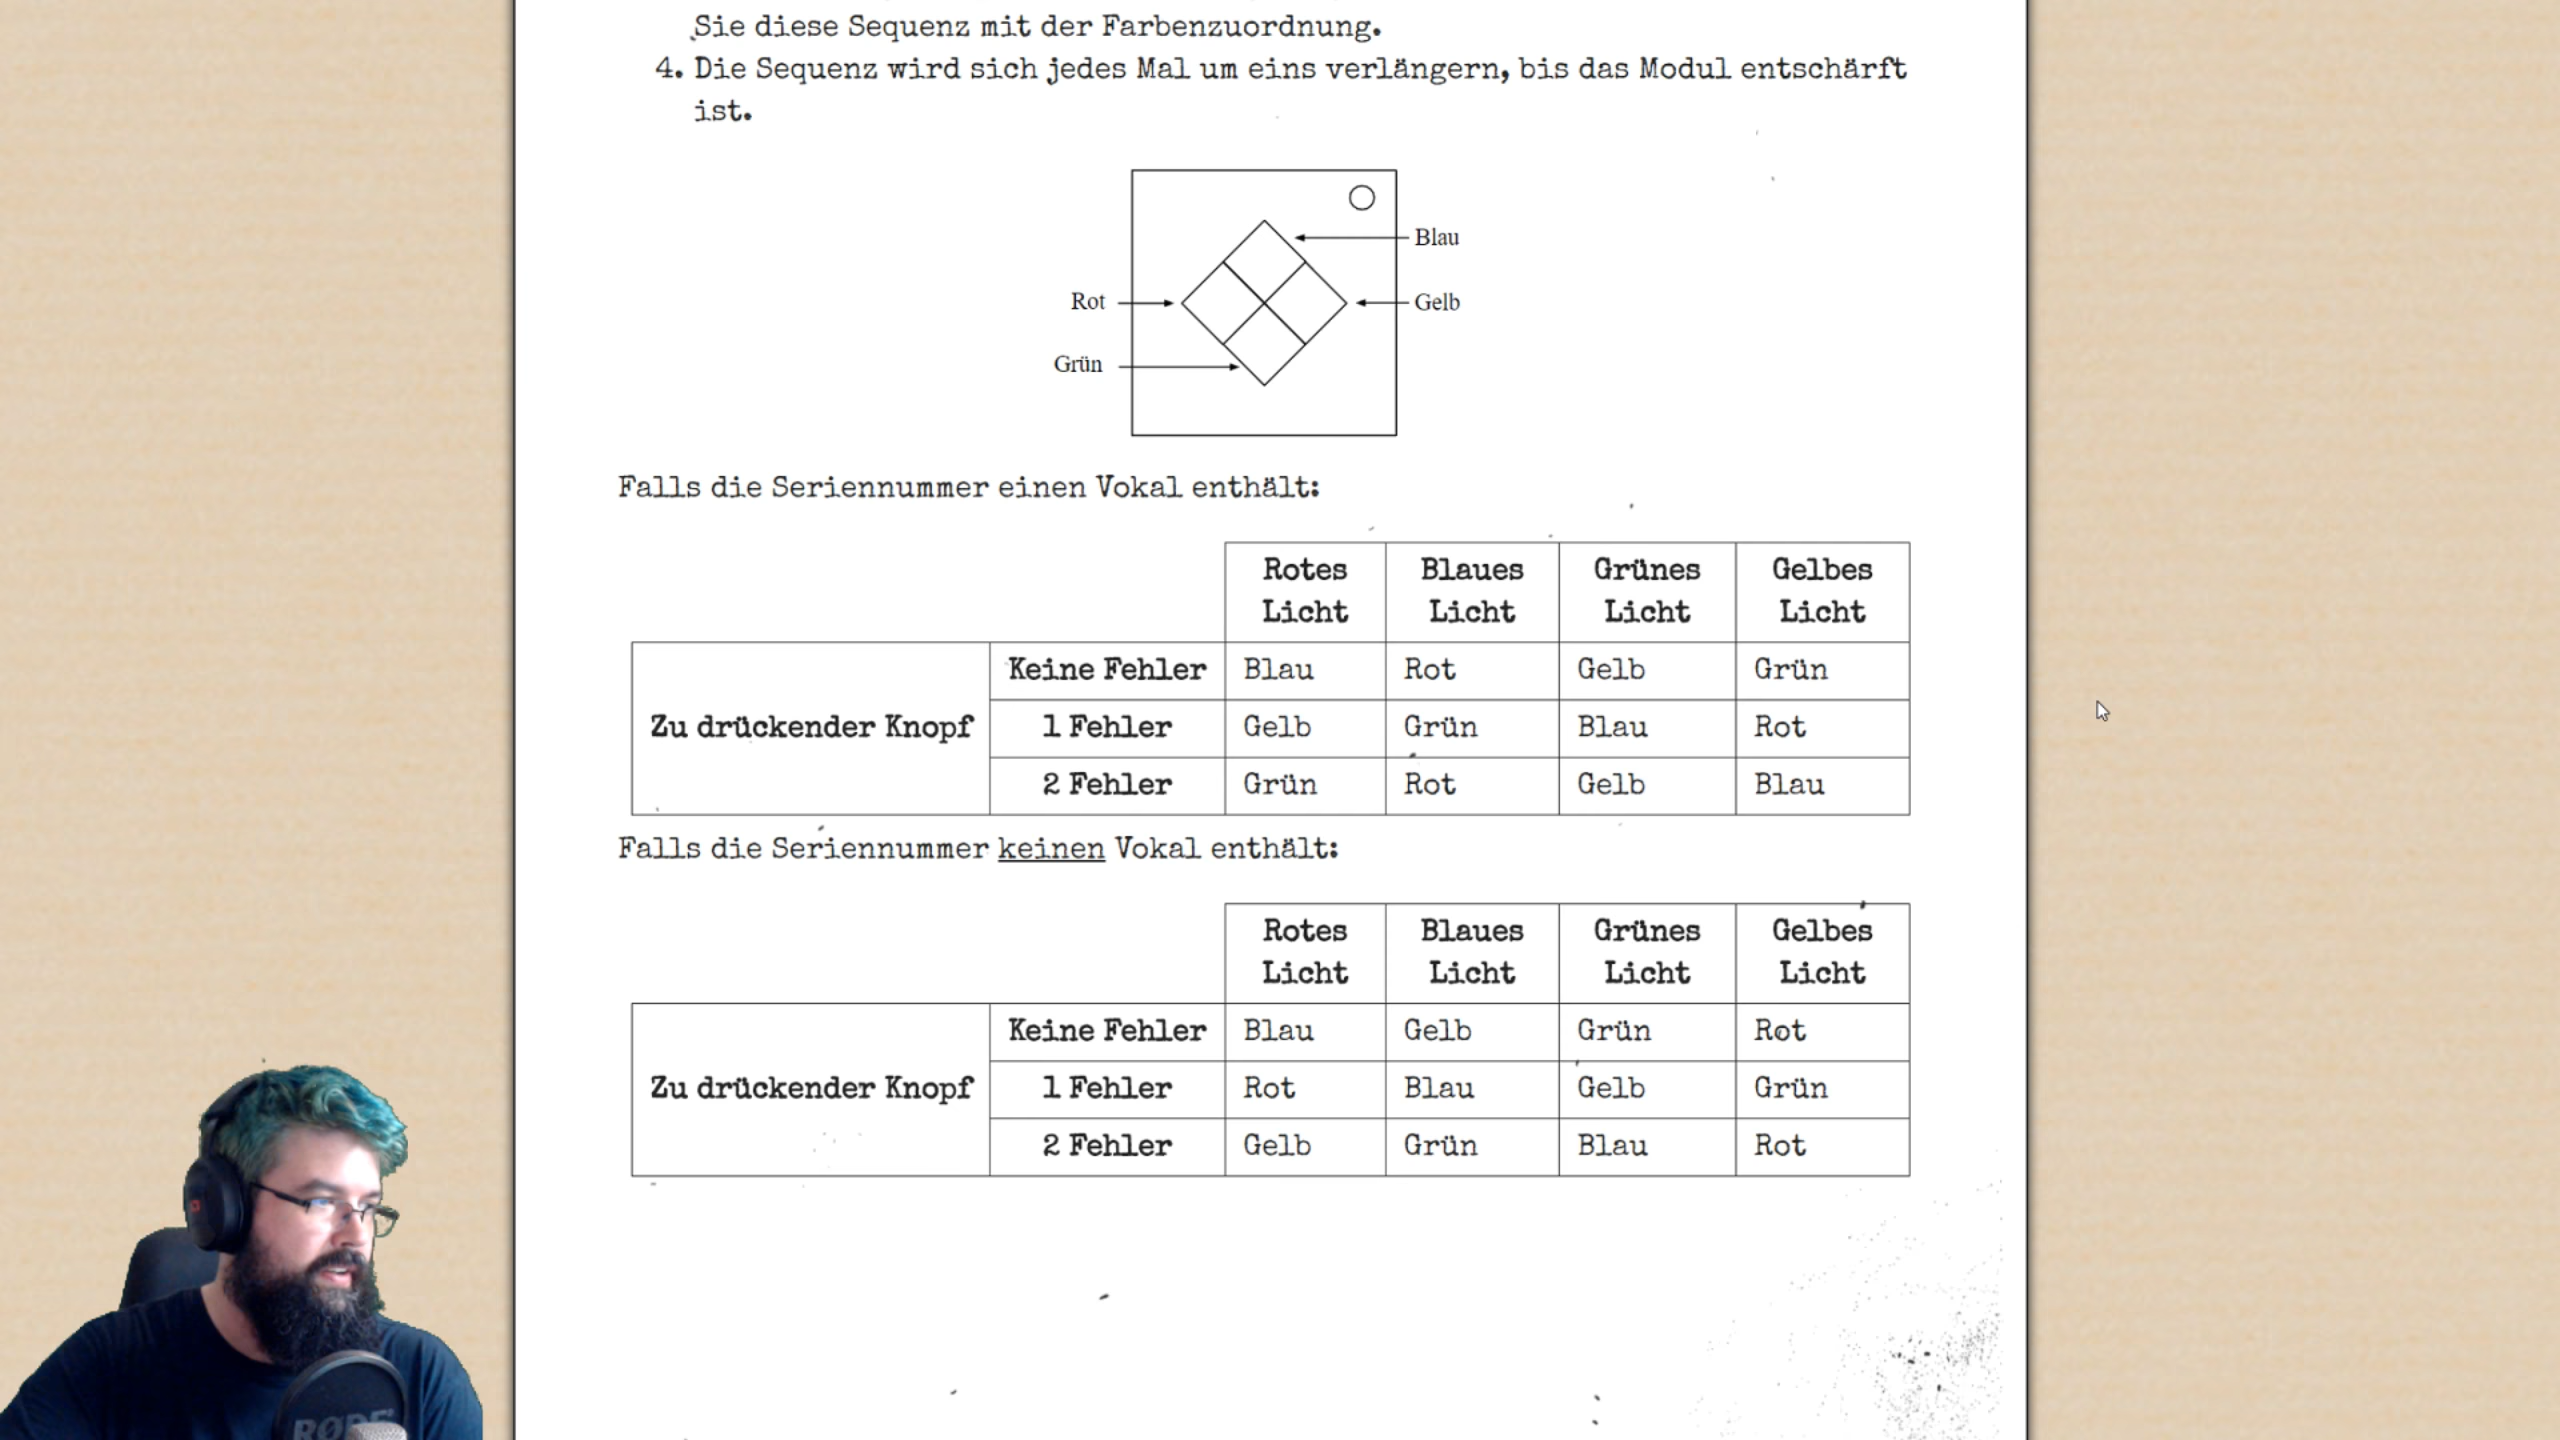 Sie diese Sequenz mit der Farbenzuordnung.
4. Die Sequenz wird sich jedes Mal um eins verlängern, bis das Modul entschärft
ist.
Blau
Rot
Gelb
Grün
Falls die Seriennummer einen Vokal enthält:
Rotes Licht Blaues Licht Grünes Licht Gelbes Licht
Zu drückender Knopf
Keine Fehler Blau Rot Gelb Grün
1 Fehler Gelb Grün Blau Rot
2 Fehler Grün Rot Gelb Blau
Falls die Seriennummer keinen Vokal enthält:
Rotes Licht Blaues Licht Grünes Licht Gelbes Licht
Zu drückender Knopf
Keine Fehler Blau Gelb Grün Rot
1 Fehler Rot Blau Gelb Grün
2 Fehler Gelb Grün Blau Rot
RØDE